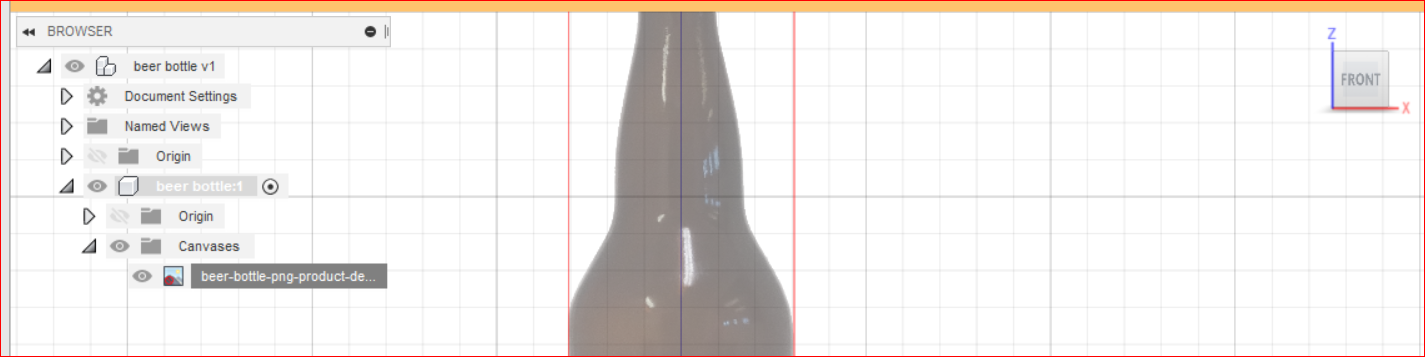 BROWSER
beer bottle v1
Document Settings
Named Views
Origin
beer bottle:1
Origin
Canvases
beer-bottle-png-product-de...
Z
FRONT
X